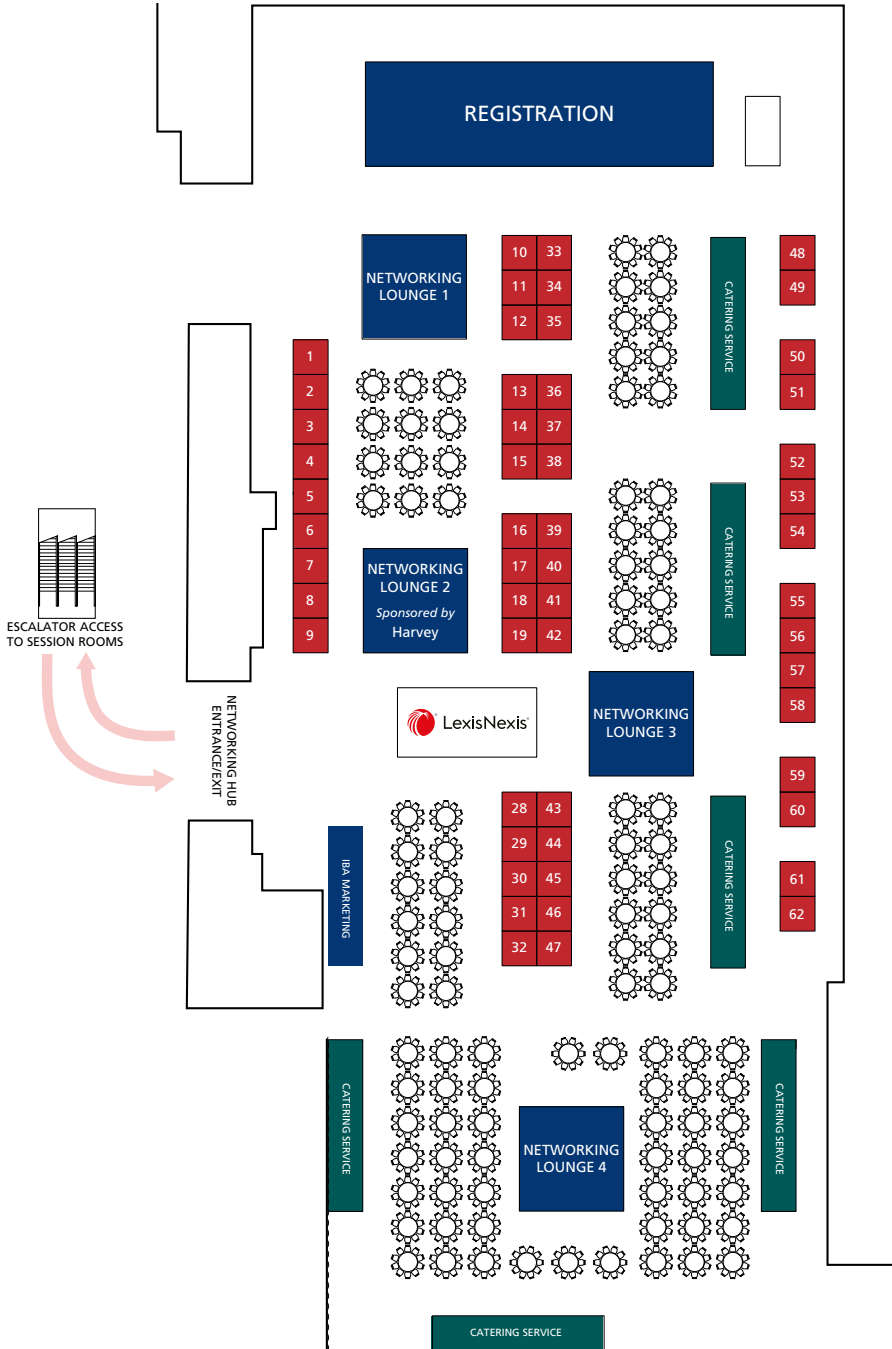 REGISTRATION
NETWORKING
LOUNGE 1
10 33
11 34
12 35
CATERING SERVICE
48
49
1
2
3
4
5
6
7
8
9
13 36
14 37
15 38
50
51
52
53
54
16 39
17 40
18 41
19 42
NETWORKING
LOUNGE 2
Sponsored by
Harvey
CATERING SERVICE
55
56
57
58
ESCALATOR ACCESS
TO SESSION ROOMS
NETWORKING HUB
ENTRANCE/EXIT
LexisNexis®
NETWORKING
LOUNGE 3
59
60
61
62
IBA MARKETING
28 43
29 44
30 45
31 46
32 47
CATERING SERVICE
CATERING SERVICE
NETWORKING
LOUNGE 4
CATERING SERVICE
CATERING SERVICE